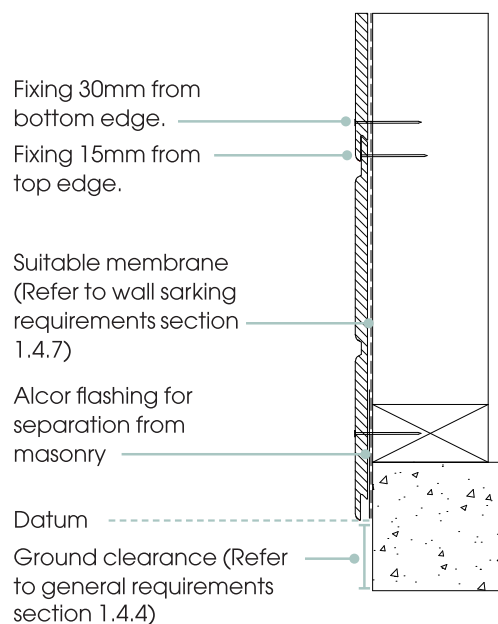 Fixing 30mm from
bottom edge.
Fixing 15mm from
top edge.
Suitable membrane
(Refer to wall sarking
requirements section
1.4.7)
Alcor flashing for
separation from
masonry
Datum
Ground clearance (Refer
to general requirements
section 1.4.4)